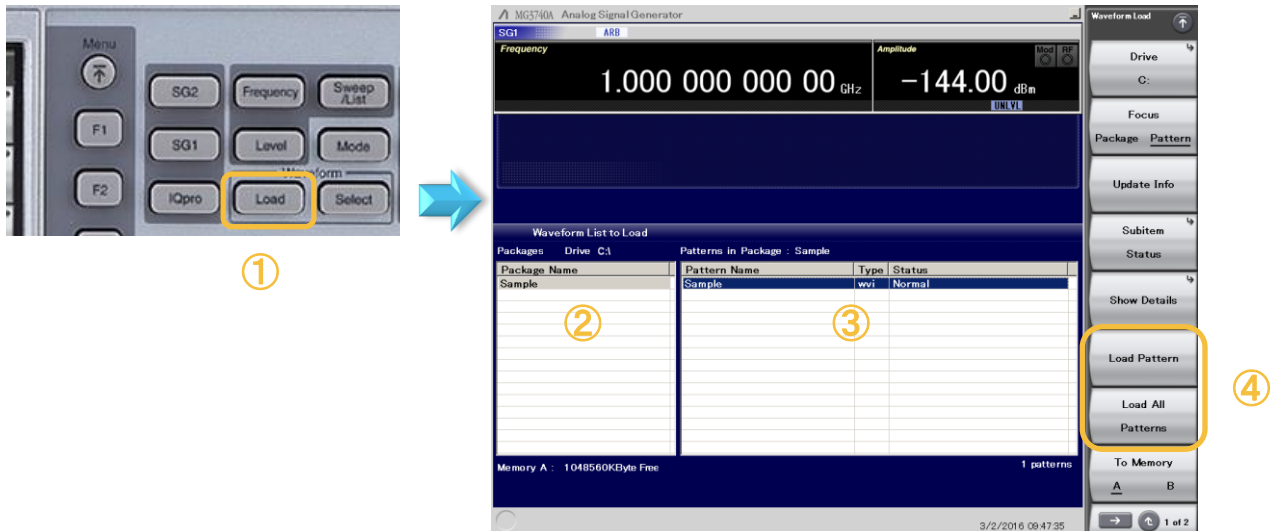 Menu
F1
F2
SG2
Frequency
Sweep
/List
SG1
Level
Mode
Waveform
IQpro
Load
Select
①
MG3740A Analog Signal Generator
SG1
ARB
Frequency
1.000 000 000 00 GHz
Amplitude
Mod
RF
-144.00 dBm
UNLVL
Waveform List to Load
Packages Drive C:\
Patterns in Package : Sample
Package Name
Pattern Name Type Status
Sample
Sample wvi Normal
②
③
Memory A : 1048560KByte Free
1 patterns
3/2/2016 09:47:35
Waveform Load
Drive
C:
Focus
Package Pattern
Update Info
Subitem
Status
Show Details
Load Pattern
Load All
Patterns
④
To Memory
A B
1 of 2